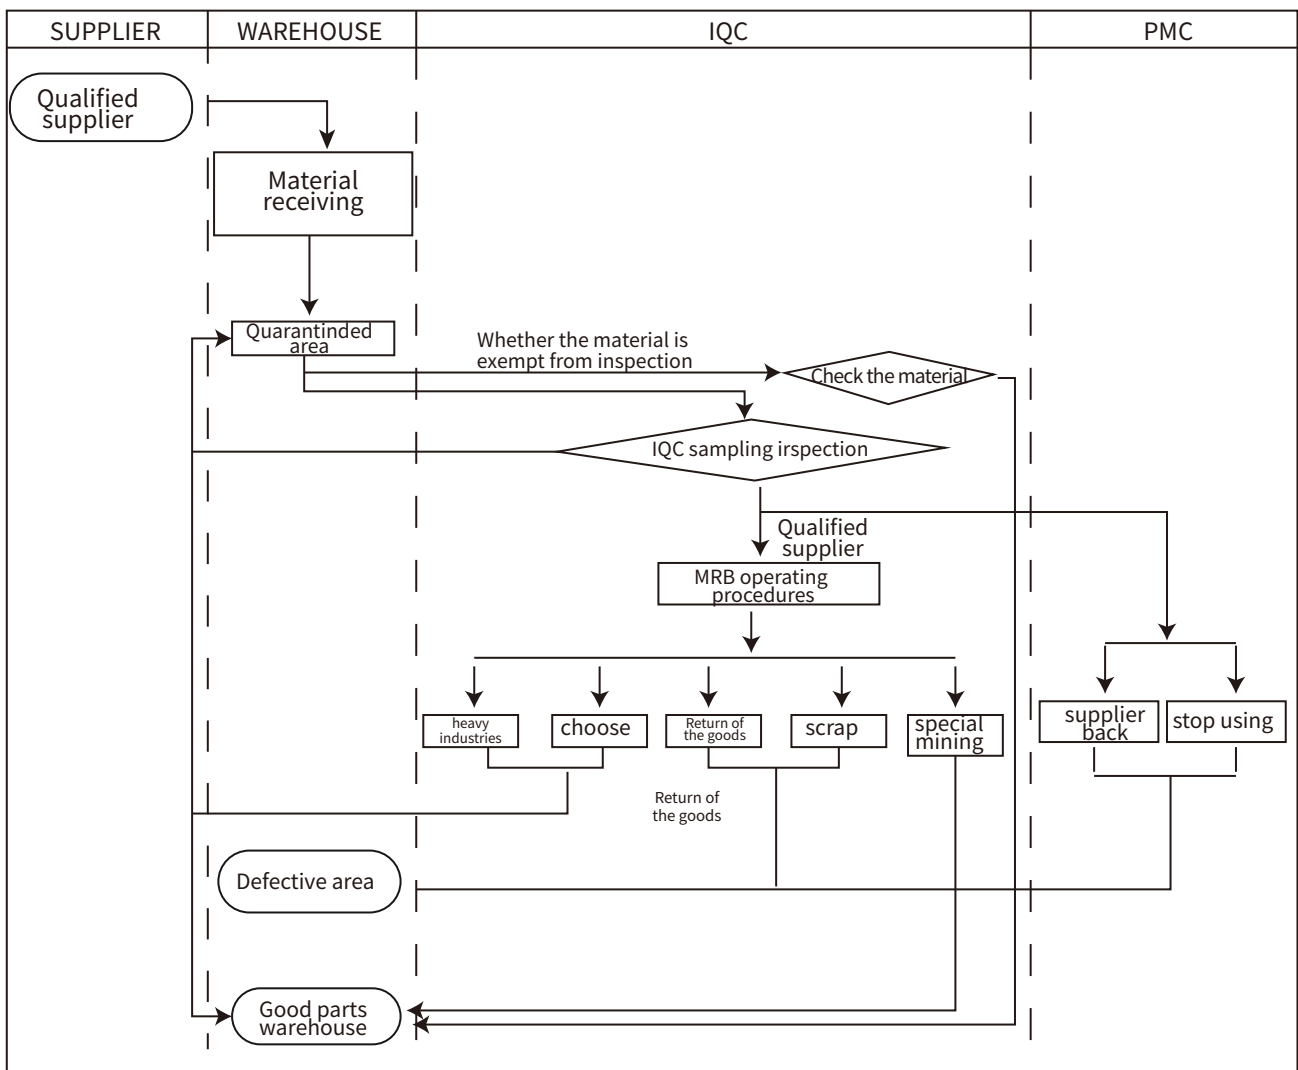 SUPPLIER
WAREHOUSE
IQC
PMC
Qualified
supplier
Material
receiving
Quarantinded
area
Whether the material is
exempt from inspection
Check the material
IQC sampling irspection
Qualified
supplier
MRB operating
procedures
heavy
industries
choose
Return of
the goods
scrap
special
mining
supplier
back
stop using
Return of
the goods
Defective area
Good parts
warehouse